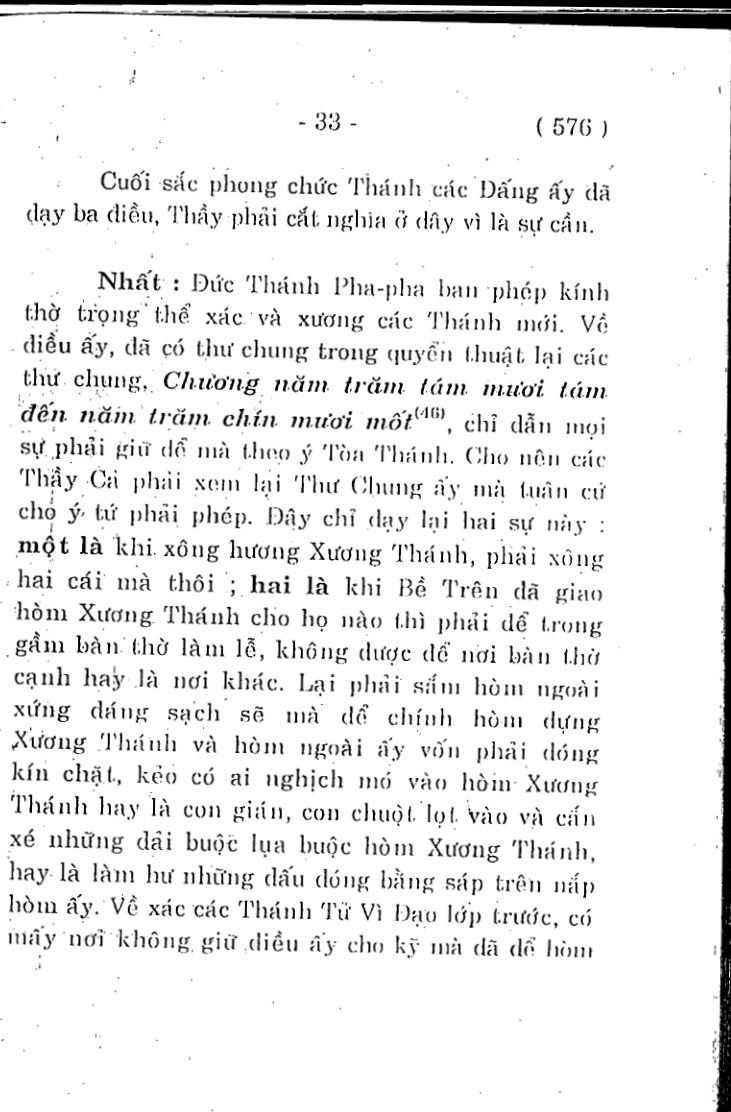 - 33 - ( 576 )
Cuối sắc phong chức Thánh các Đấng ấy đã
dạy ba điều, Thầy phải cắt nghĩa ở đây vì là sự cần.
Nhất : Đức Thánh Pha-pha ban phép kính
thờ trọng thể xác và xương các Thánh mới. Về
điều ấy, đã có thư chung trong quyển thuật lại các
thư chung, Chương năm trăm tám mươi tám
đến năm trăm chín mươi mốt(46), chỉ dẫn mọi
sự phải giữ để mà theo ý Tòa Thánh. Cho nên các
Thầy Cả phải xem lại Thư Chung ấy mà tuân cứ
cho ý tứ phải phép. Đây chỉ dạy lại hai sự này :
một là khi xông hương Xương Thánh, phải xông
hai cái mà thôi ; hai là khi Bề Trên đã giao
hòm Xương Thánh cho họ nào thì phải để trong
gầm bàn thờ làm lễ, không được để nơi bàn thờ
cạnh hay là nơi khác. Lại phải sắm hòm ngoài
xứng đáng sạch sẽ mà để chính hòm đựng
Xương Thánh và hòm ngoài ấy vốn phải đóng
kín chặt, kẻo có ai nghịch mó vào hòm Xương
Thánh hay là con gián, con chuột lọt vào và cắn
xé những dải buộc lụa buộc hòm Xương Thánh,
hay là làm hư những dấu đóng bằng sáp trên nắp
hòm ấy. Về xác các Thánh Tử Vì Đạo lớp trước, có
mấy nơi không giữ điều ấy cho kỹ mà đã để hòm